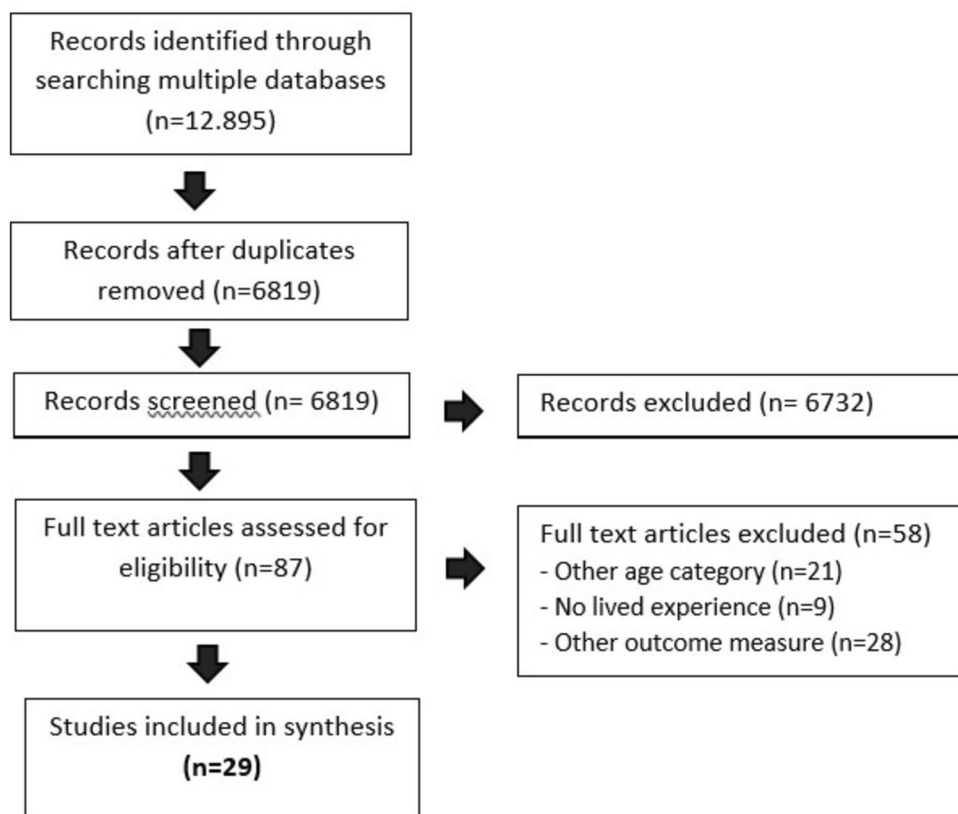 Records identified through
searching multiple databases
(n=12.895)
Records after duplicates
removed (n=6819)
Records screened (n= 6819)
Records excluded (n= 6732)
Full text articles assessed for
eligibility (n=87)
Full text articles excluded (n=58)
- Other age category (n=21)
- No lived experience (n=9)
- Other outcome measure (n=28)
Studies included in synthesis
(n=29)